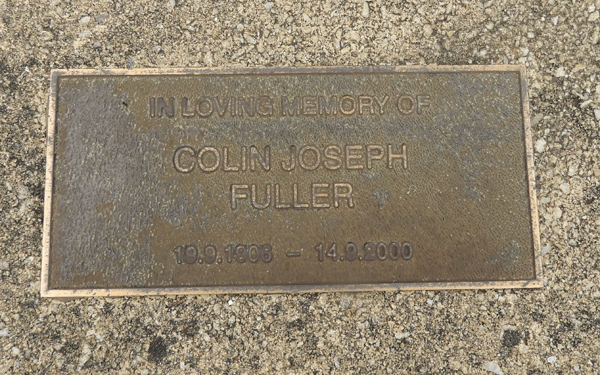 IN LOVING MEMORY OF
COLIN JOSEPH
FULLER
– 14.9.2000